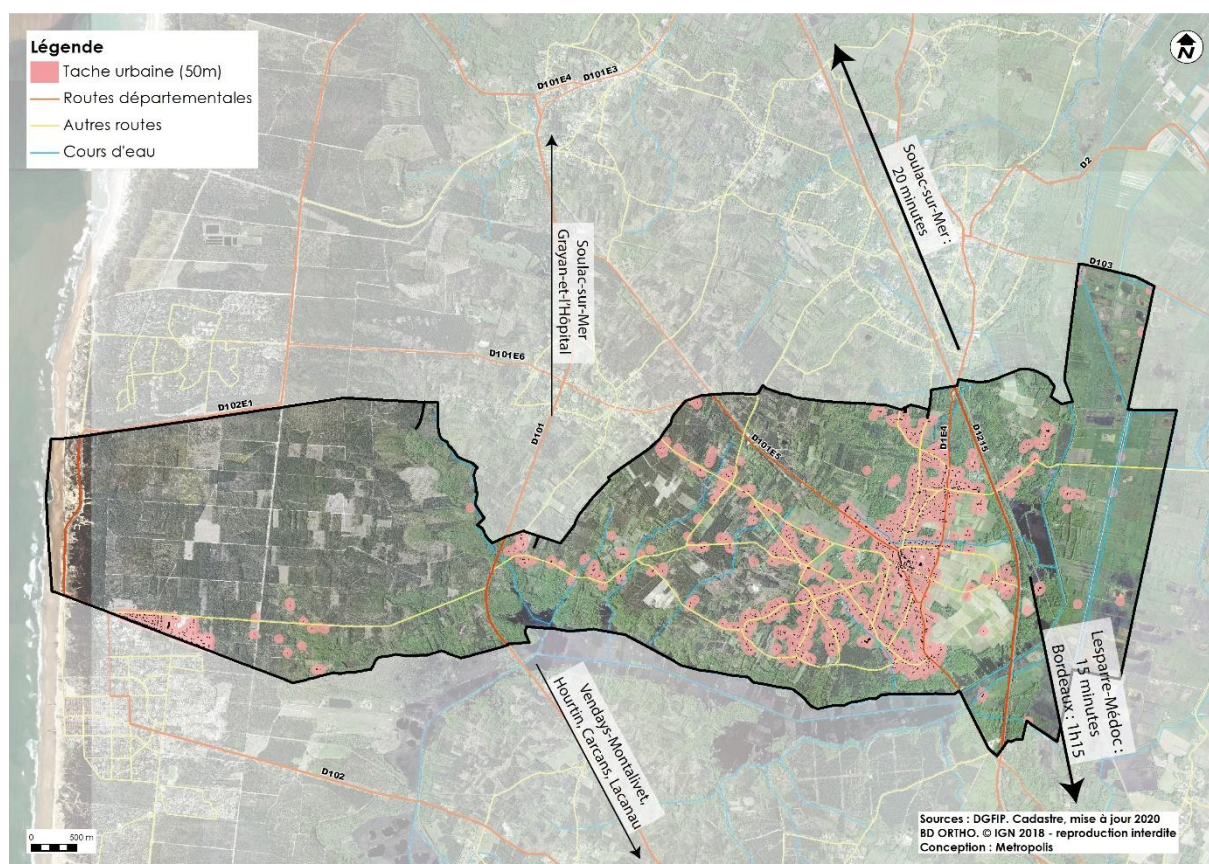 Légende
Tache urbaine (50m)
Routes départementales
Autres routes
Cours d'eau
N
D101E4
D101E3
D2
Soulac-sur-Mer :
20 minutes
Soulac-sur-Mer
Grayan-et-l'Hôpital
D103
D101E6
D102E1
D101
D101E5
D1E4
D1215
Lesparre-Médoc :
15 minutes
Bordeaux : 1h15
Vendays-Montalivet,
Hourtin, Carcans, Lacanau
D102
0 500 m
Sources : DGFIP. Cadastre, mise à jour 2020
BD ORTHO. © IGN 2018 - reproduction interdite
Conception : Metropolis